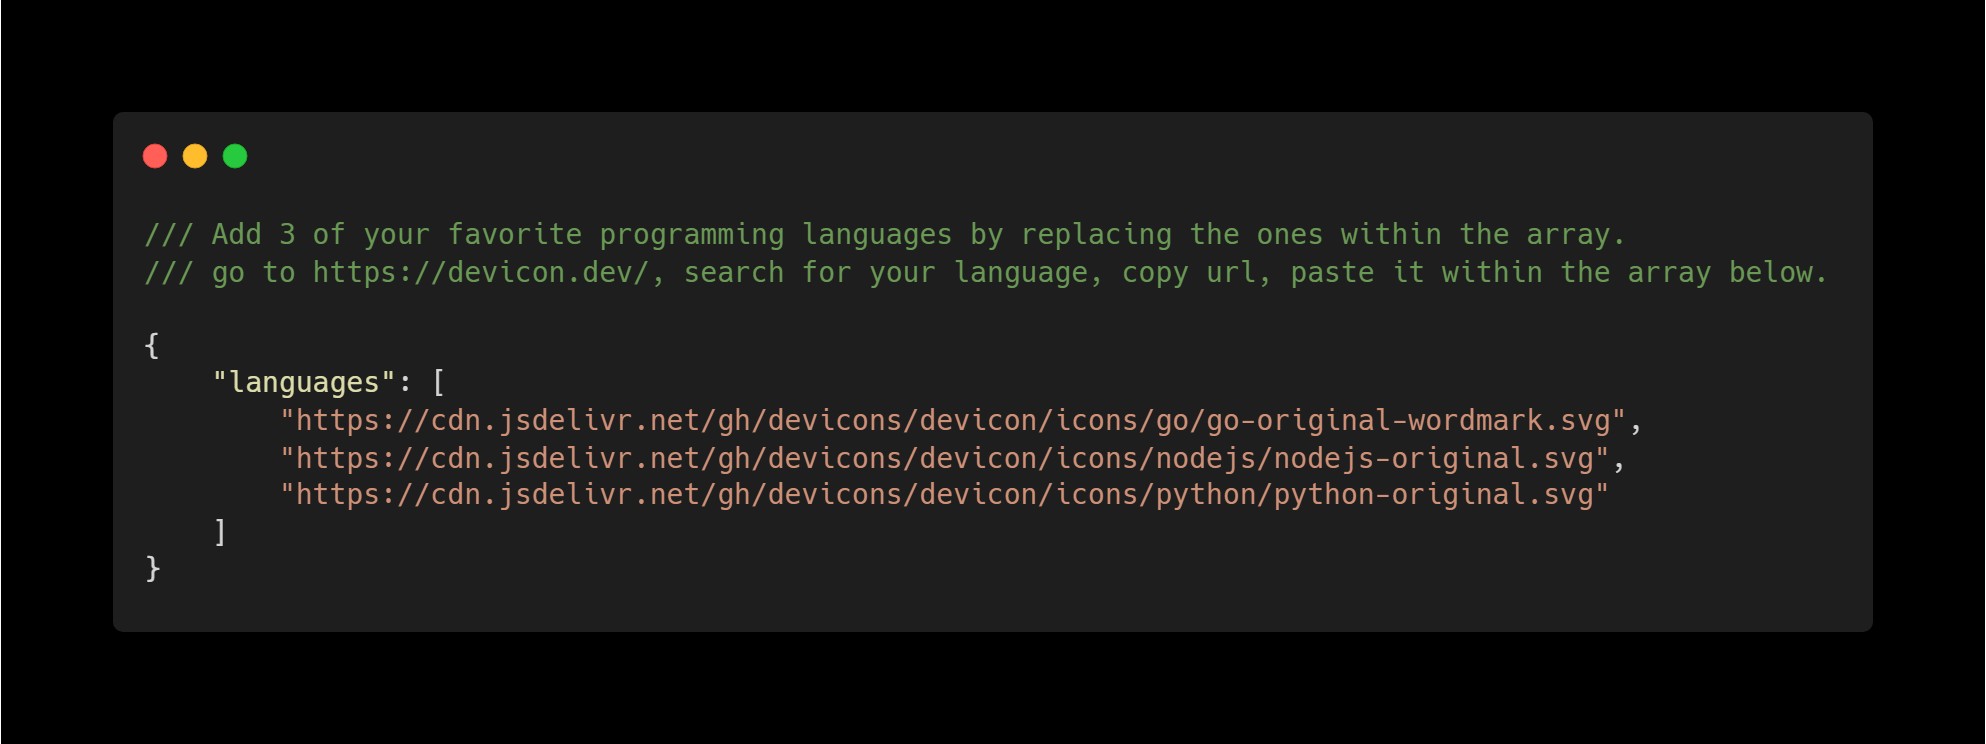 /// Add 3 of your favorite programming languages by replacing the ones within the array.
/// go to https://devicon.dev/, search for your language, copy url, paste it within the array below.
{
"languages": [
"https://cdn.jsdelivr.net/gh/devicons/devicon/icons/go/go-original-wordmark.svg",
"https://cdn.jsdelivr.net/gh/devicons/devicon/icons/nodejs/nodejs-original.svg",
"https://cdn.jsdelivr.net/gh/devicons/devicon/icons/python/python-original.svg"
]
}